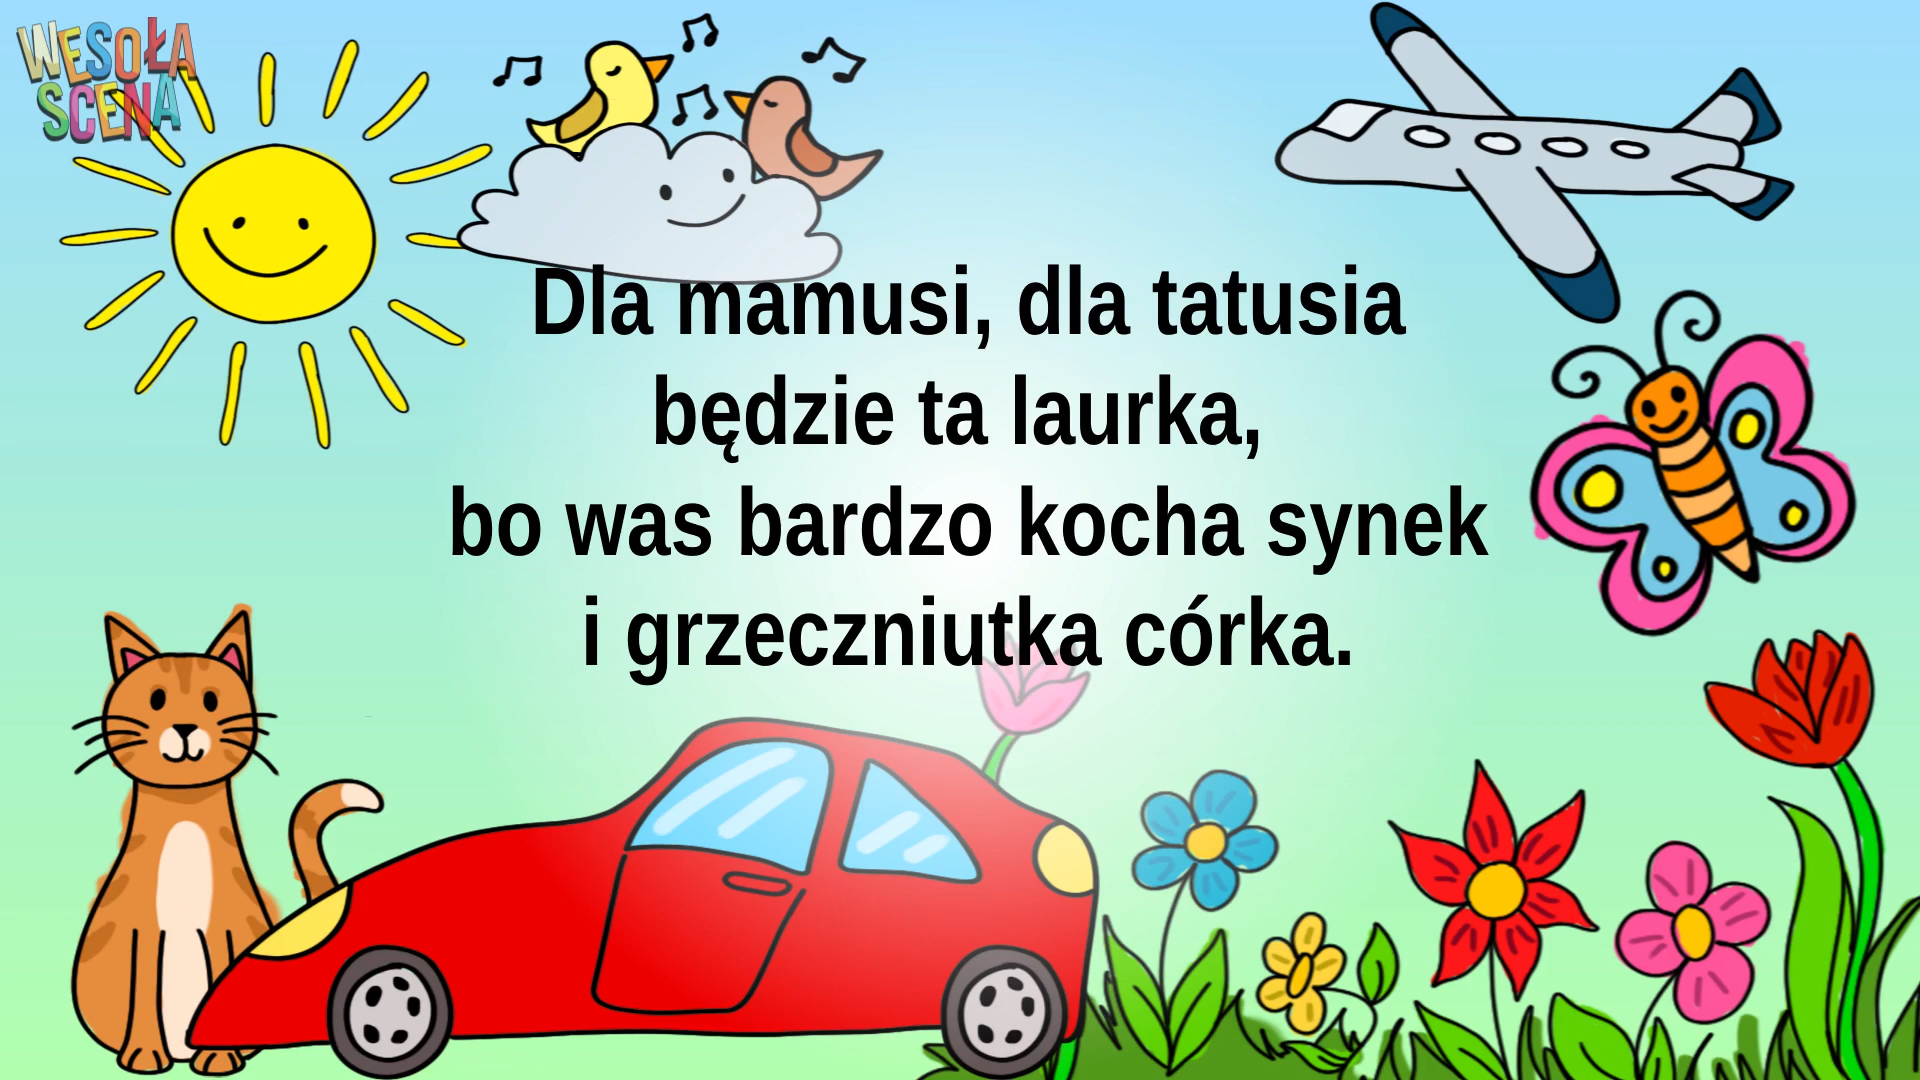 WESOŁA
SCENA
Dla mamusi, dla tatusia
będzie ta laurka,
bo was bardzo kocha synek
i grzeczniutka córka.